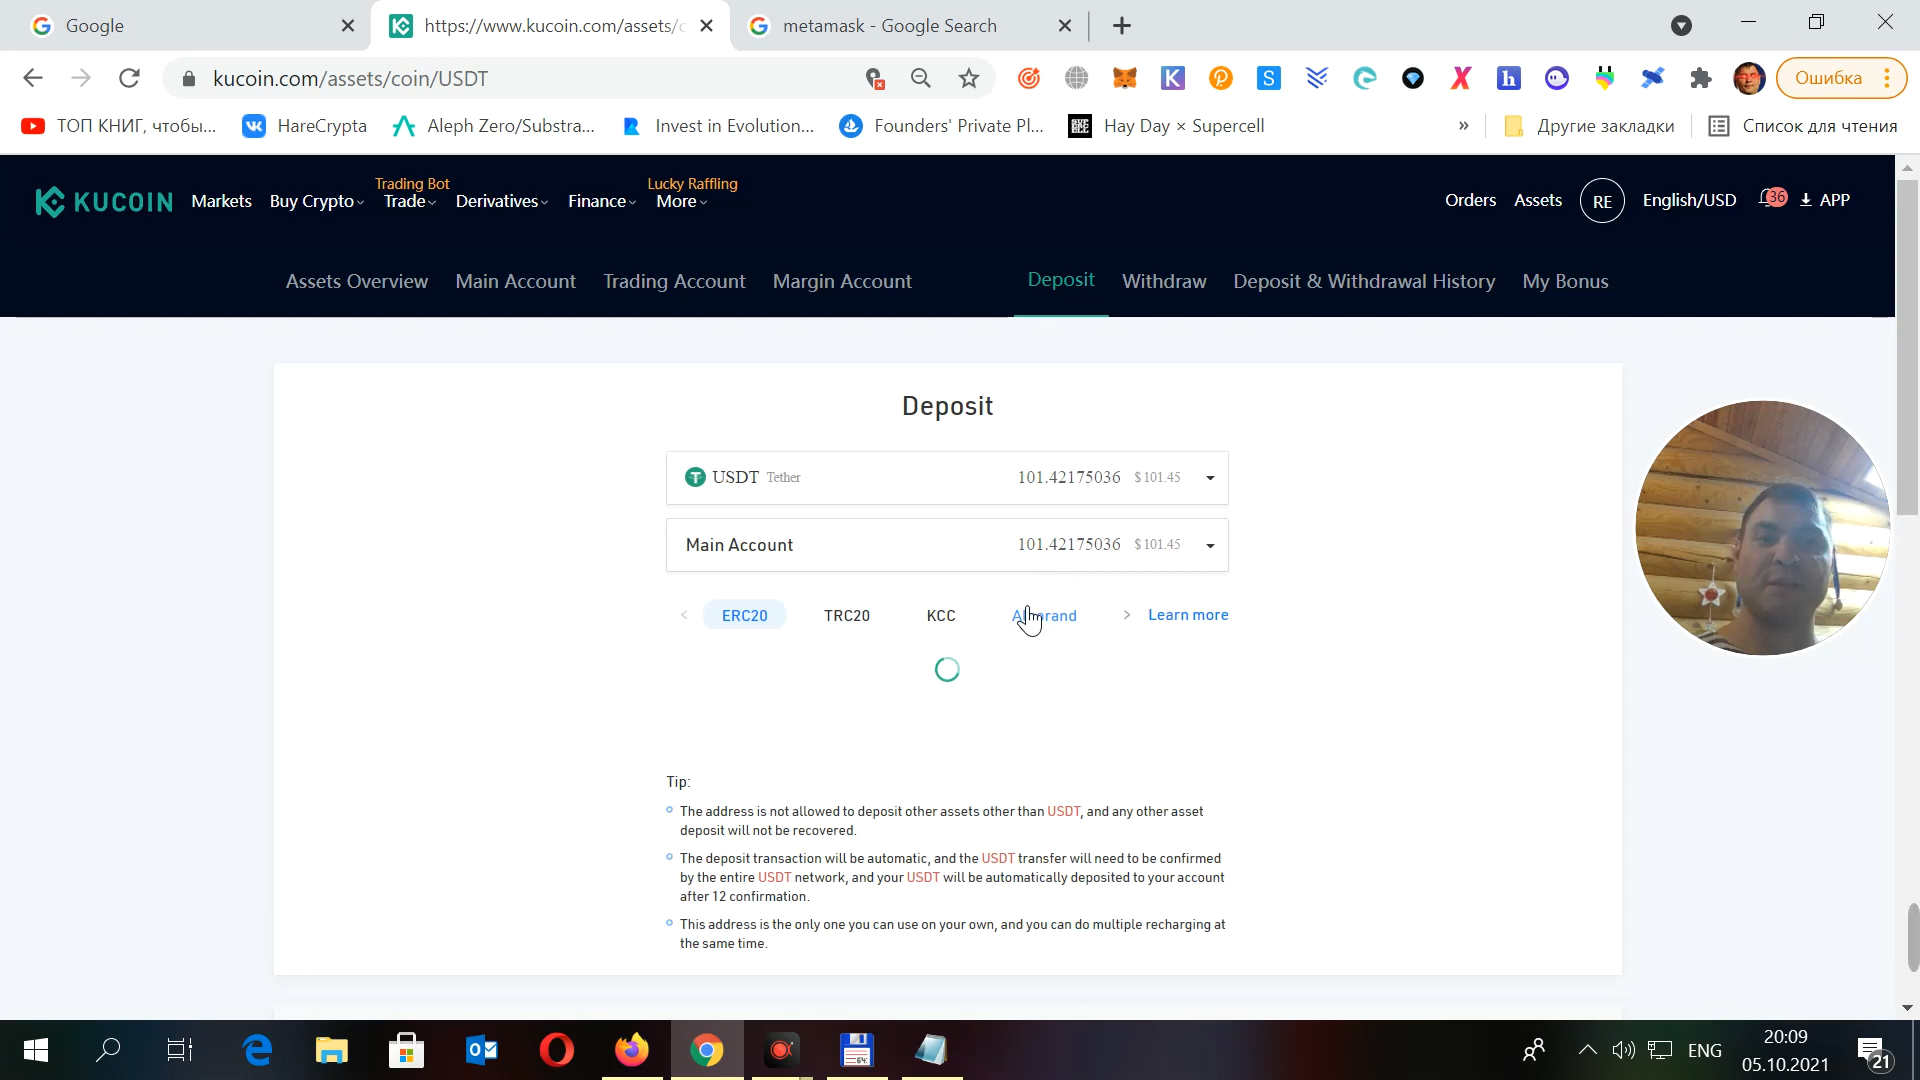 Google
https://www.kucoin.com/assets/c
metamask - Google Search
kucoin.com/assets/coin/USDT
Ошибка
ТОП КНИГ, чтобы...
HareCrypta
Aleph Zero/Substra...
Invest in Evolution...
Founders' Private Pl...
Hay Day × Supercell
»
Другие закладки
Список для чтения
KUCOIN
Markets
Buy Crypto
Trading Bot
Trade
Derivatives
Finance
Lucky Raffling
More
Orders
Assets
RE
English/USD
36
APP
Assets Overview
Main Account
Trading Account
Margin Account
Deposit
Withdraw
Deposit & Withdrawal History
My Bonus
Deposit
USDT Tether 101.42175036 $101.45
Main Account 101.42175036 $101.45
ERC20
TRC20
KCC
Learn more
Tip:
The address is not allowed to deposit other assets other than USDT, and any other asset
deposit will not be recovered.
The deposit transaction will be automatic, and the USDT transfer will need to be confirmed
by the entire USDT network, and your USDT will be automatically deposited to your account
after 12 confirmation.
This address is the only one you can use on your own, and you can do multiple recharging at
the same time.
ENG
20:09
05.10.2021
21